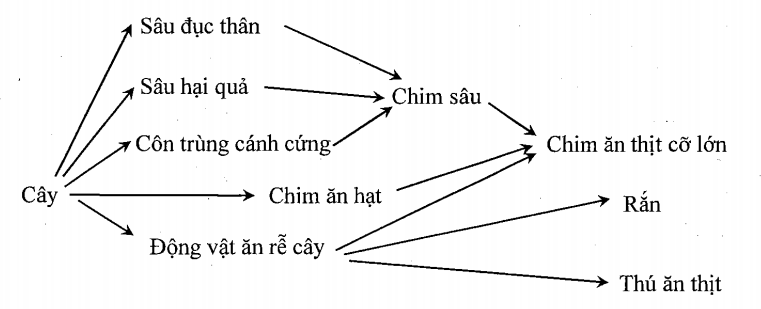 Sâu đục thân
Sâu hại quả
Chim sâu
Côn trùng cánh cứng
Chim ăn thịt cỡ lớn
Cây
Chim ăn hạt
Rắn
Động vật ăn rễ cây
Thú ăn thịt